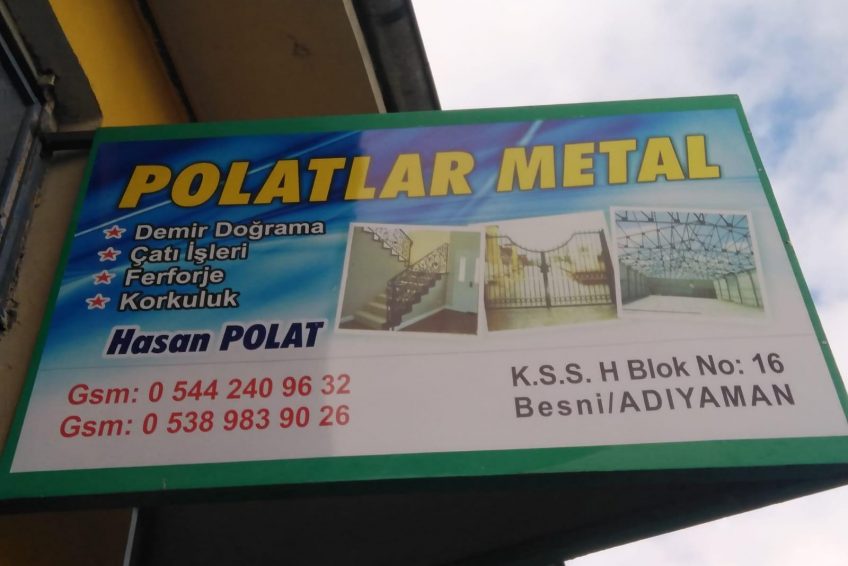 POLATLAR METAL
Demir Doğrama
Çatı İşleri
Ferforje
Korkuluk
Hasan POLAT
Gsm: 0 544 240 96 32
Gsm: 0 538 983 90 26
K.S.S. H Blok No: 16
Besni/ADIYAMAN